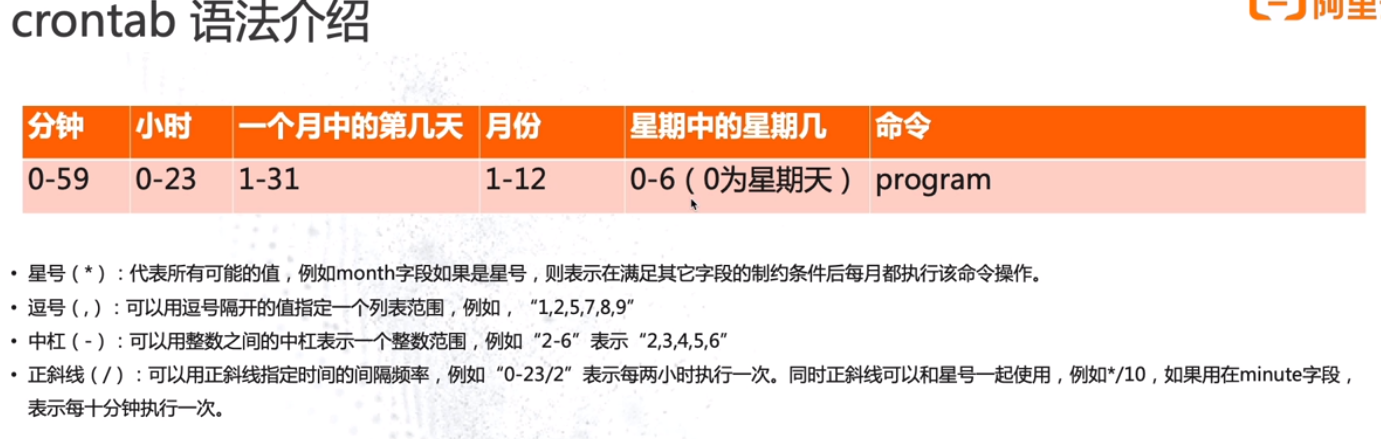 crontab 语法介绍
阿里
分钟 小时 一个月中的第几天 月份 星期中的星期几 命令
0-59 0-23 1-31 1-12 0-6（0为星期天） program
• 星号（*）：代表所有可能的值，例如month字段如果是星号，则表示在满足其它字段的制约条件后每月都执行该命令操作。
• 逗号（,）：可以用逗号隔开的值指定一个列表范围，例如，“1,2,5,7,8,9”
• 中杠（-）：可以用整数之间的中杠表示一个整数范围，例如“2-6”表示“2,3,4,5,6”
• 正斜线（/）：可以用正斜线指定时间的间隔频率，例如“0-23/2”表示每两小时执行一次。同时正斜线可以和星号一起使用，例如*/10，如果用在minute字段，
表示每十分钟执行一次。